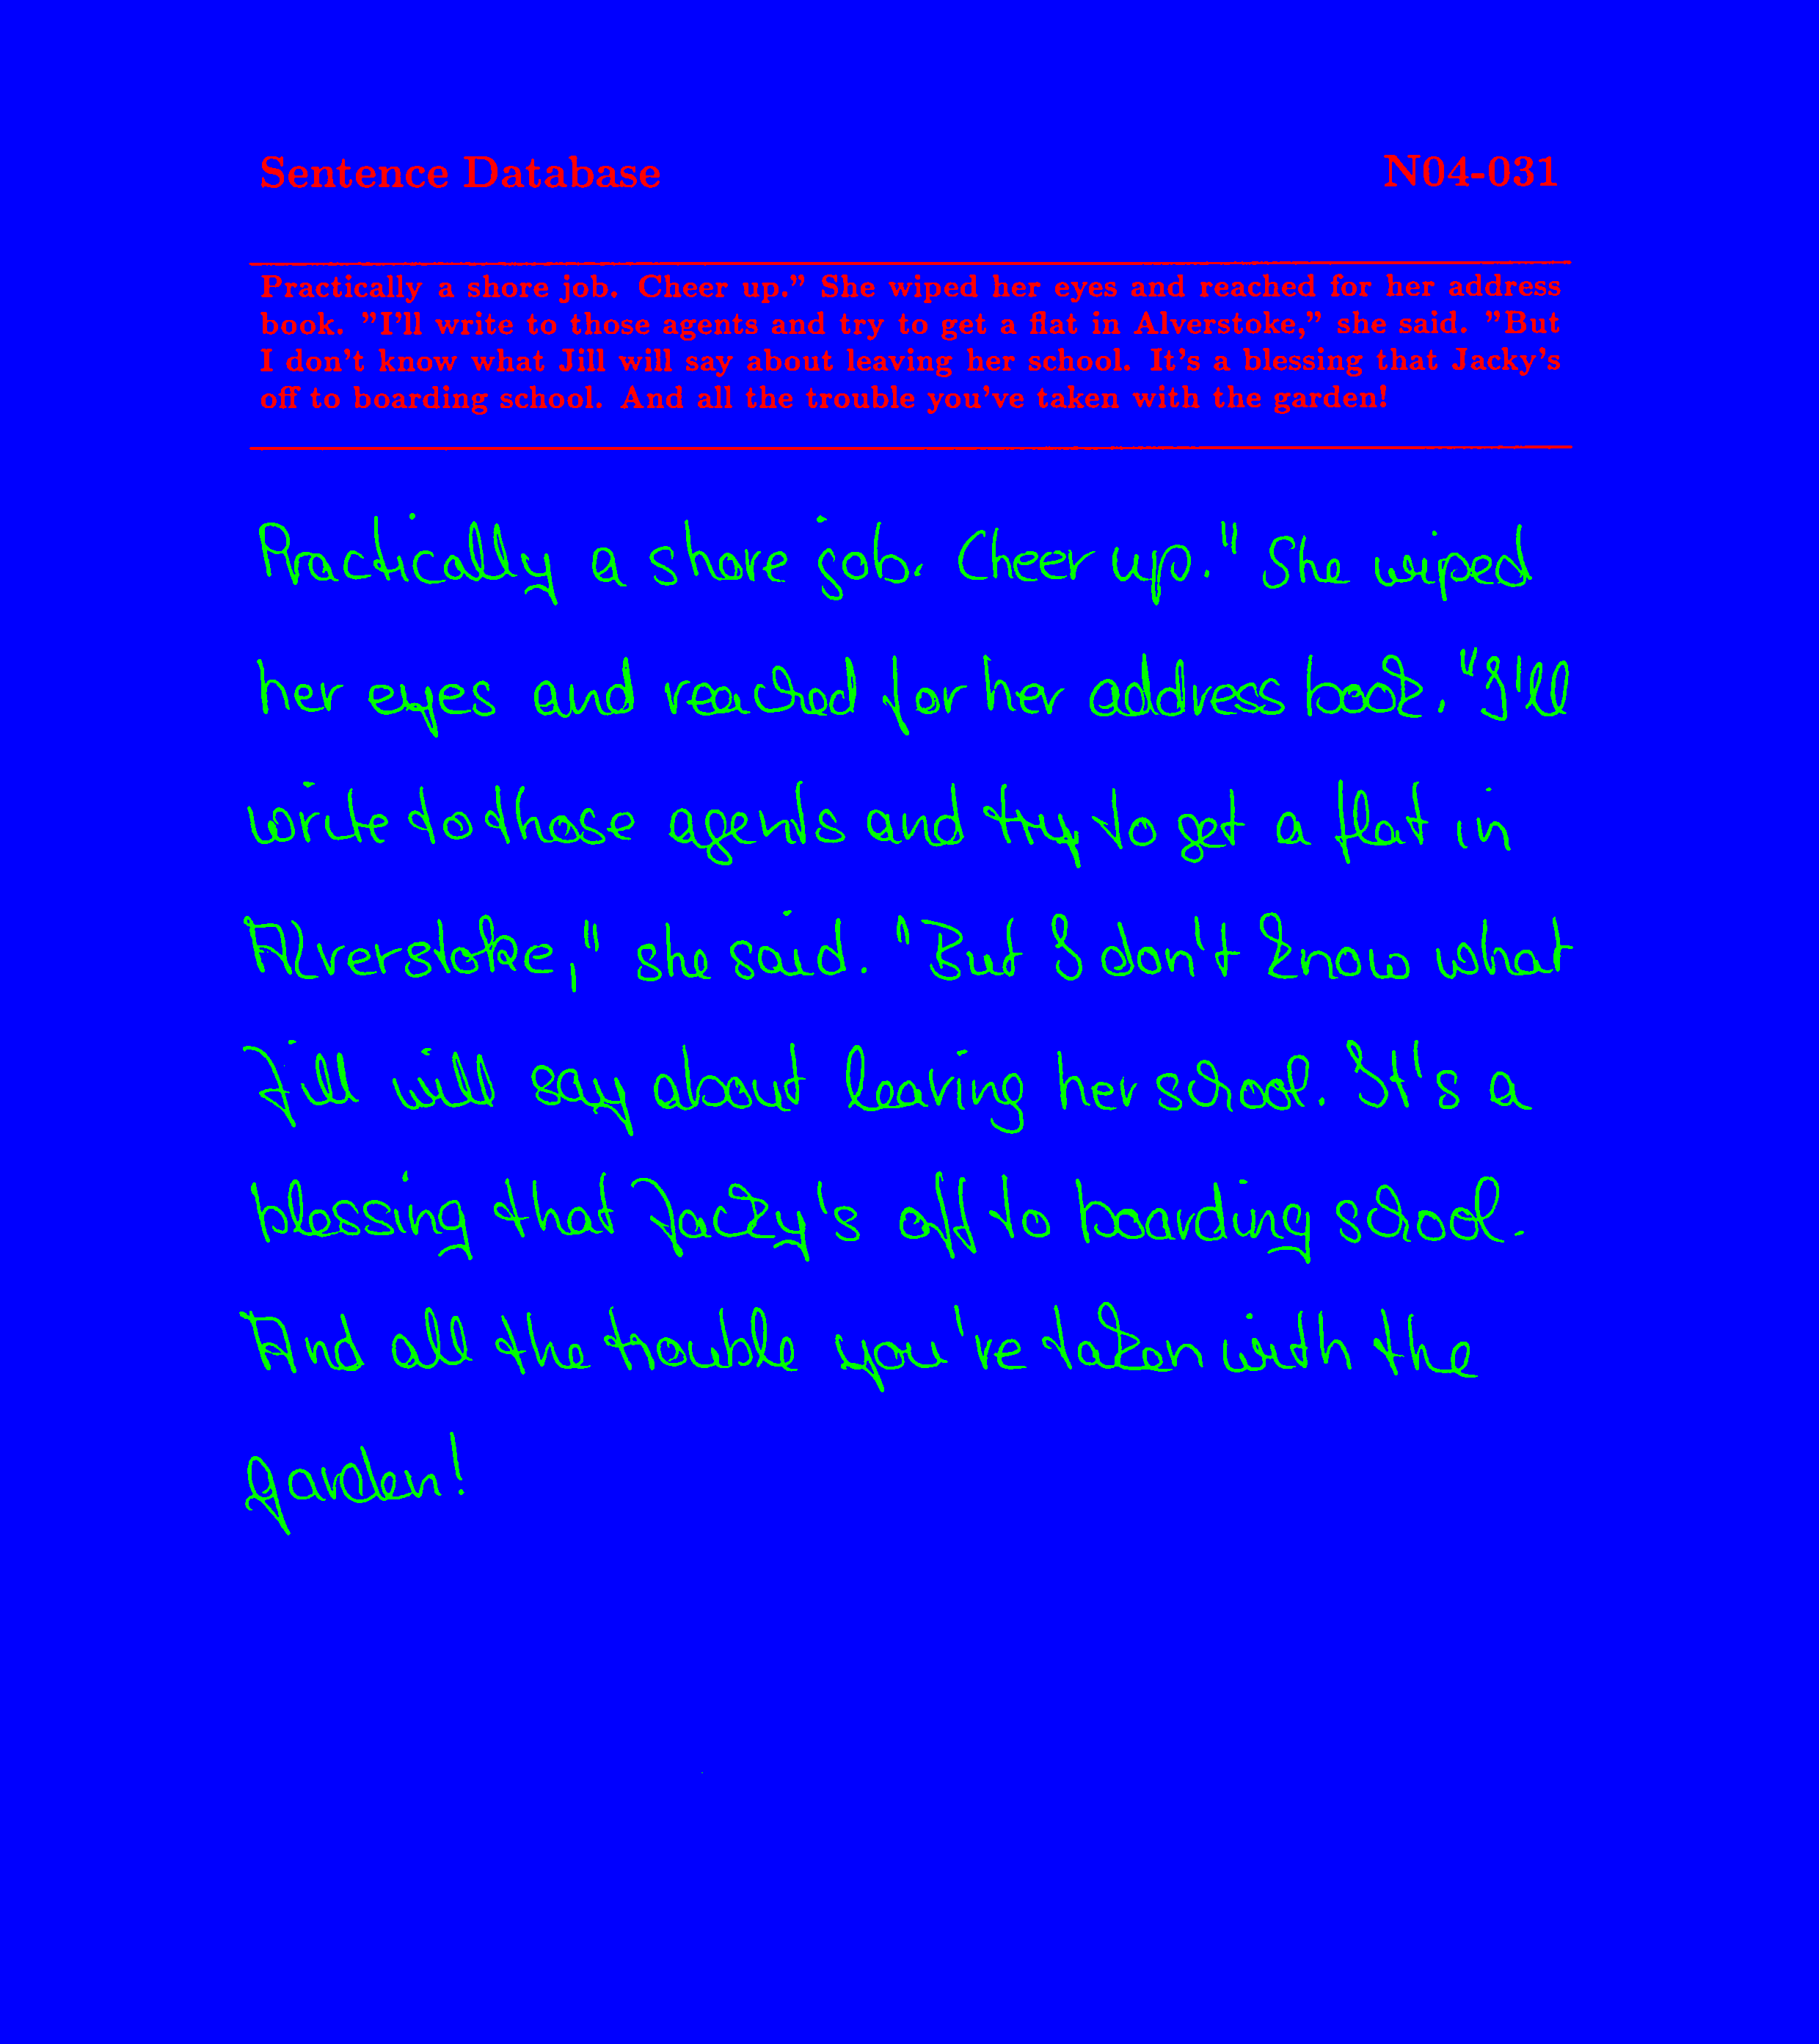 Sentence Database N04-031
Practically a shore job. Cheer up.” She wiped her eyes and reached for her address
book. ”I’ll write to those agents and try to get a flat in Alverstoke,” she said. ”But
I don’t know what Jill will say about leaving her school. It’s a blessing that Jacky’s
off to boarding school. And all the trouble you’ve taken with the garden!
Practically a shore job. Cheer up." She wiped
her eyes and reached for her address book. "I'll
write to those agents and try to get a flat in
Alverstoke," she said. "But I don't know what
Jill will say about leaving her school. It's a
blessing that Jacky's off to boarding school.
And all the trouble you've taken with the
garden!